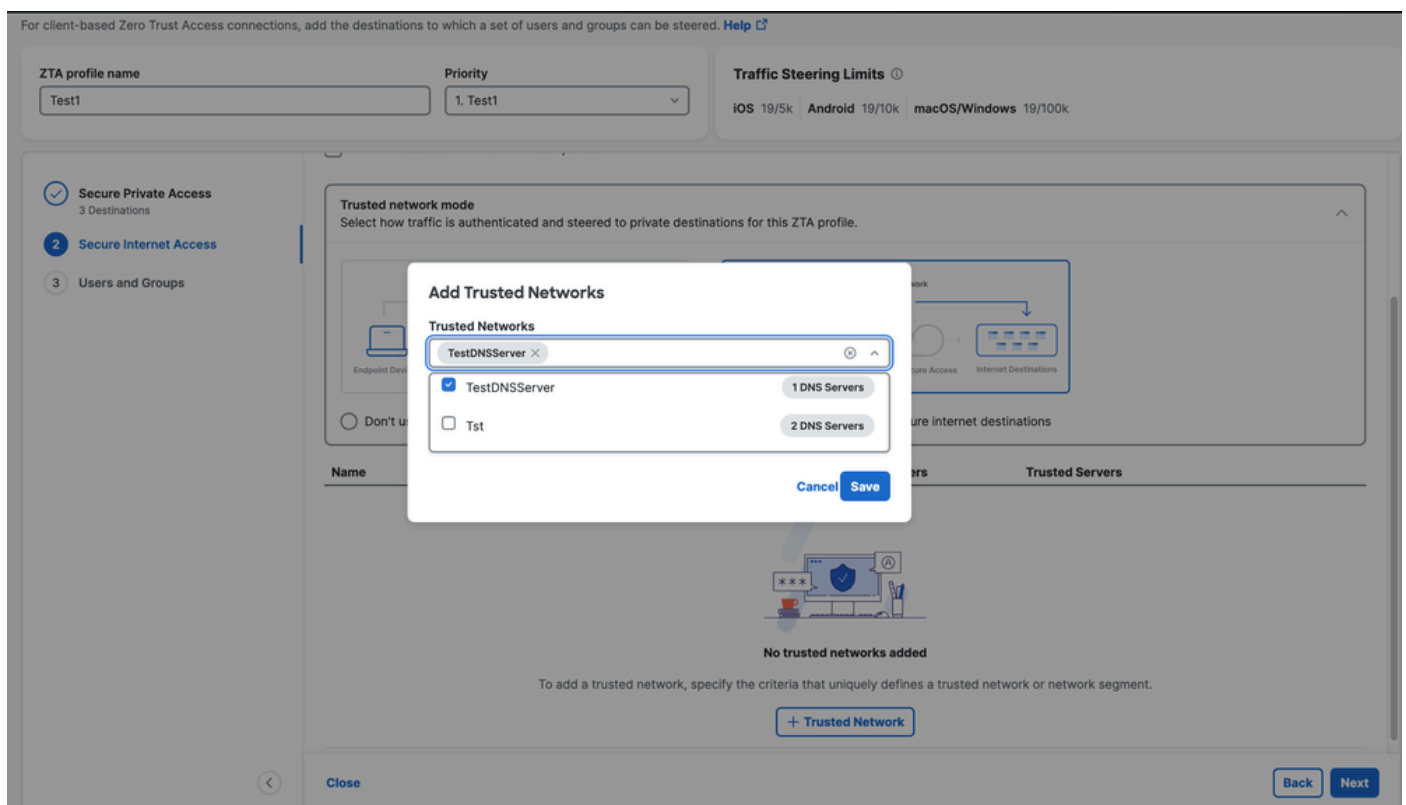 For client-based Zero Trust Access connections, add the destinations to which a set of users and groups can be steered. Help
ZTA profile name
Test1
Priority
1. Test1
Traffic Steering Limits
iOS 19/5k Android 19/10k macOS/Windows 19/100k
Secure Private Access
3 Destinations
2 Secure Internet Access
3 Users and Groups
Trusted network mode
Select how traffic is authenticated and steered to private destinations for this ZTA profile.
Add Trusted Networks
Trusted Networks
TestDNSServer
TestDNSServer 1 DNS Servers
Tst 2 DNS Servers
Cancel Save
Endpoint
Access Internet Destinations
Don't
internet destinations
Name
Trusted Servers
***
No trusted networks added
To add a trusted network, specify the criteria that uniquely defines a trusted network or network segment.
+ Trusted Network
Close
Back Next